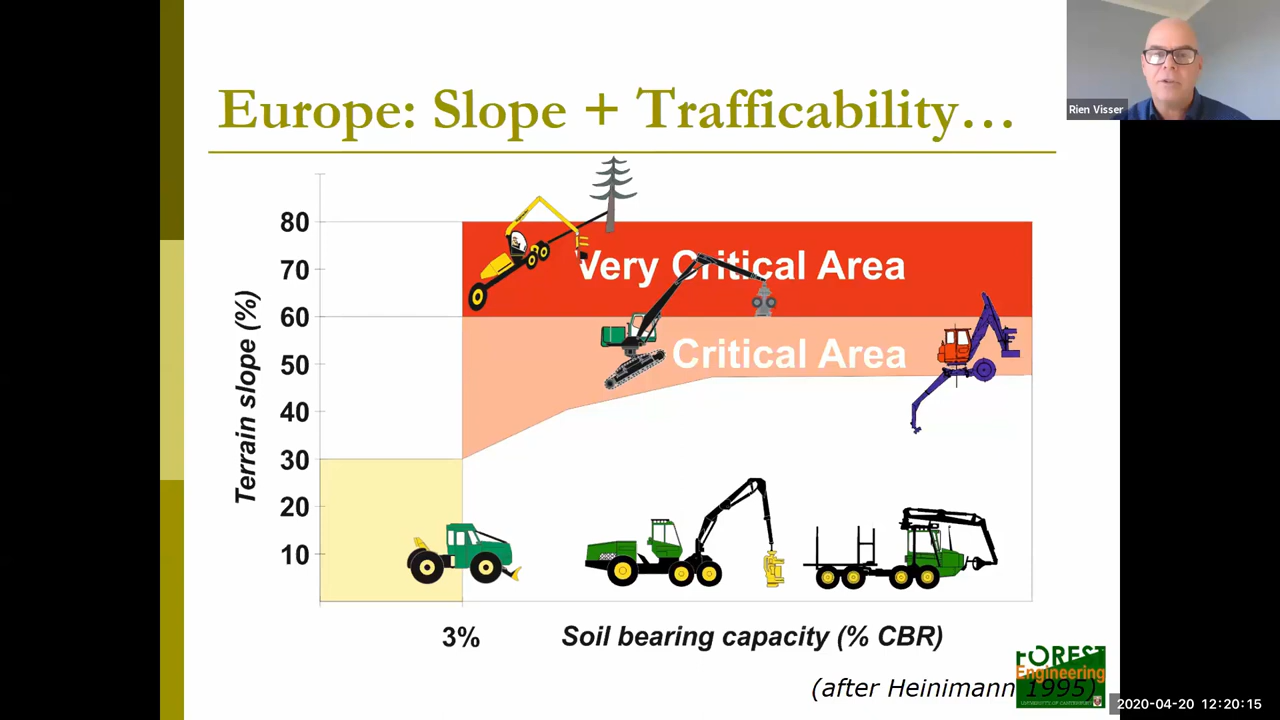 Europe: Slope + Trafficability…
Rien Visser
80
70
60
50
40
30
20
10
Terrain slope (%)
Very Critical Area
Critical Area
3%
Soil bearing capacity (% CBR)
(after Heinimann 1995)
FOREST
Engineering
2020-04-20 12:20:15